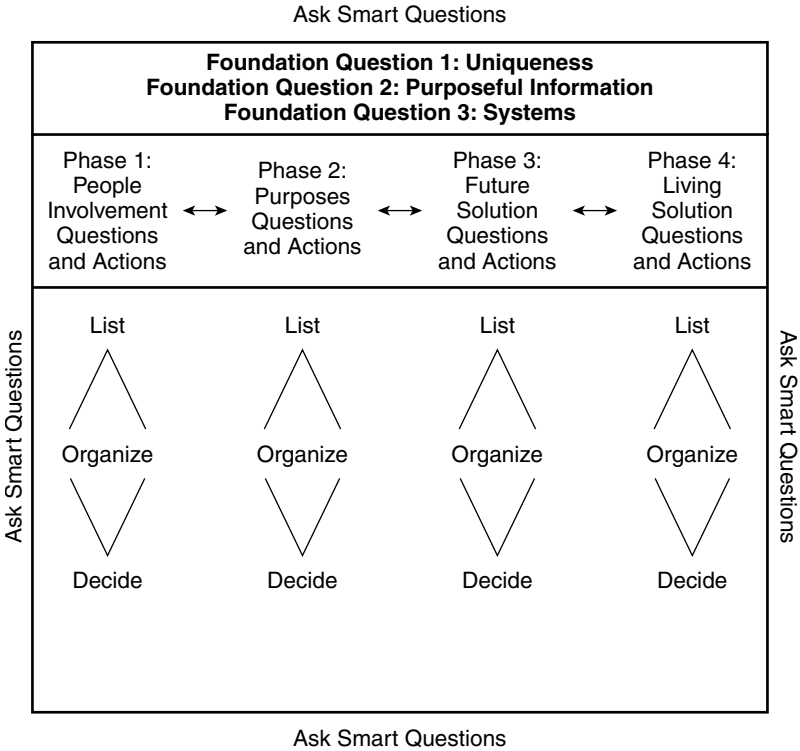 Ask Smart Questions
Foundation Question 1: Uniqueness
Foundation Question 2: Purposeful Information
Foundation Question 3: Systems
Phase 1:
People
Involvement
Questions
and Actions
Phase 2:
Purposes
Questions
and Actions
Phase 3:
Future
Solution
Questions
and Actions
Phase 4:
Living
Solution
Questions
and Actions
Ask Smart Questions
List
List
List
List
Organize
Organize
Organize
Organize
Decide
Decide
Decide
Decide
Ask Smart Questions
Ask Smart Questions